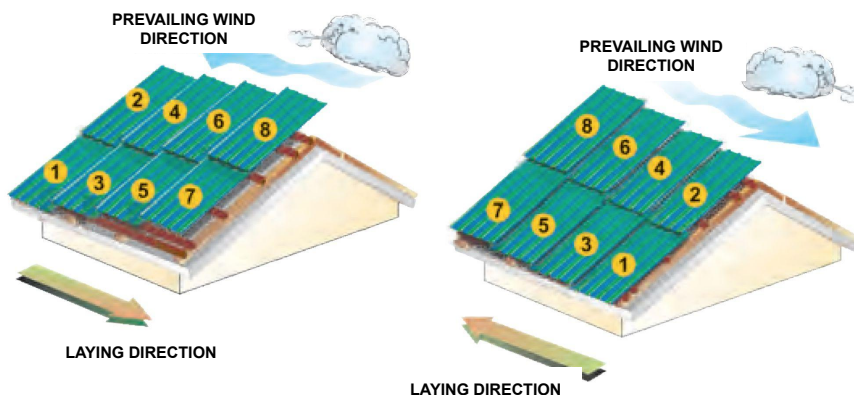 PREVAILING WIND
DIRECTION
2
4
6
8
1
3
5
7
LAYING DIRECTION
PREVAILING WIND
DIRECTION
8
6
4
2
7
5
3
1
LAYING DIRECTION